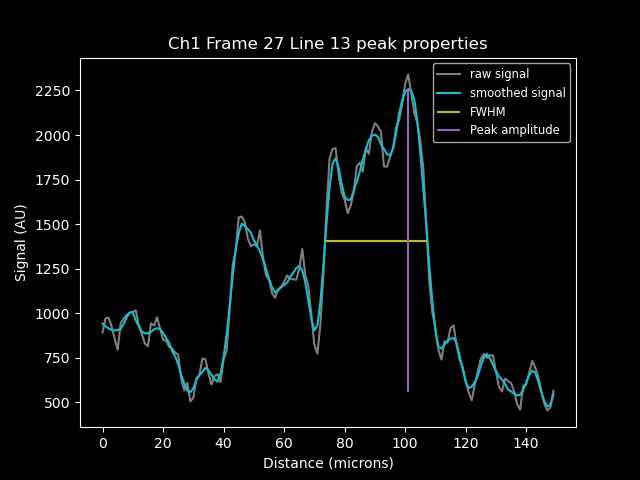 Ch1 Frame 27 Line 13 peak properties
raw signal
smoothed signal
FWHM
Peak amplitude
Signal (AU)
2250
2000
1750
1500
1250
1000
750
500
0 20 40 60 80 100 120 140
Distance (microns)